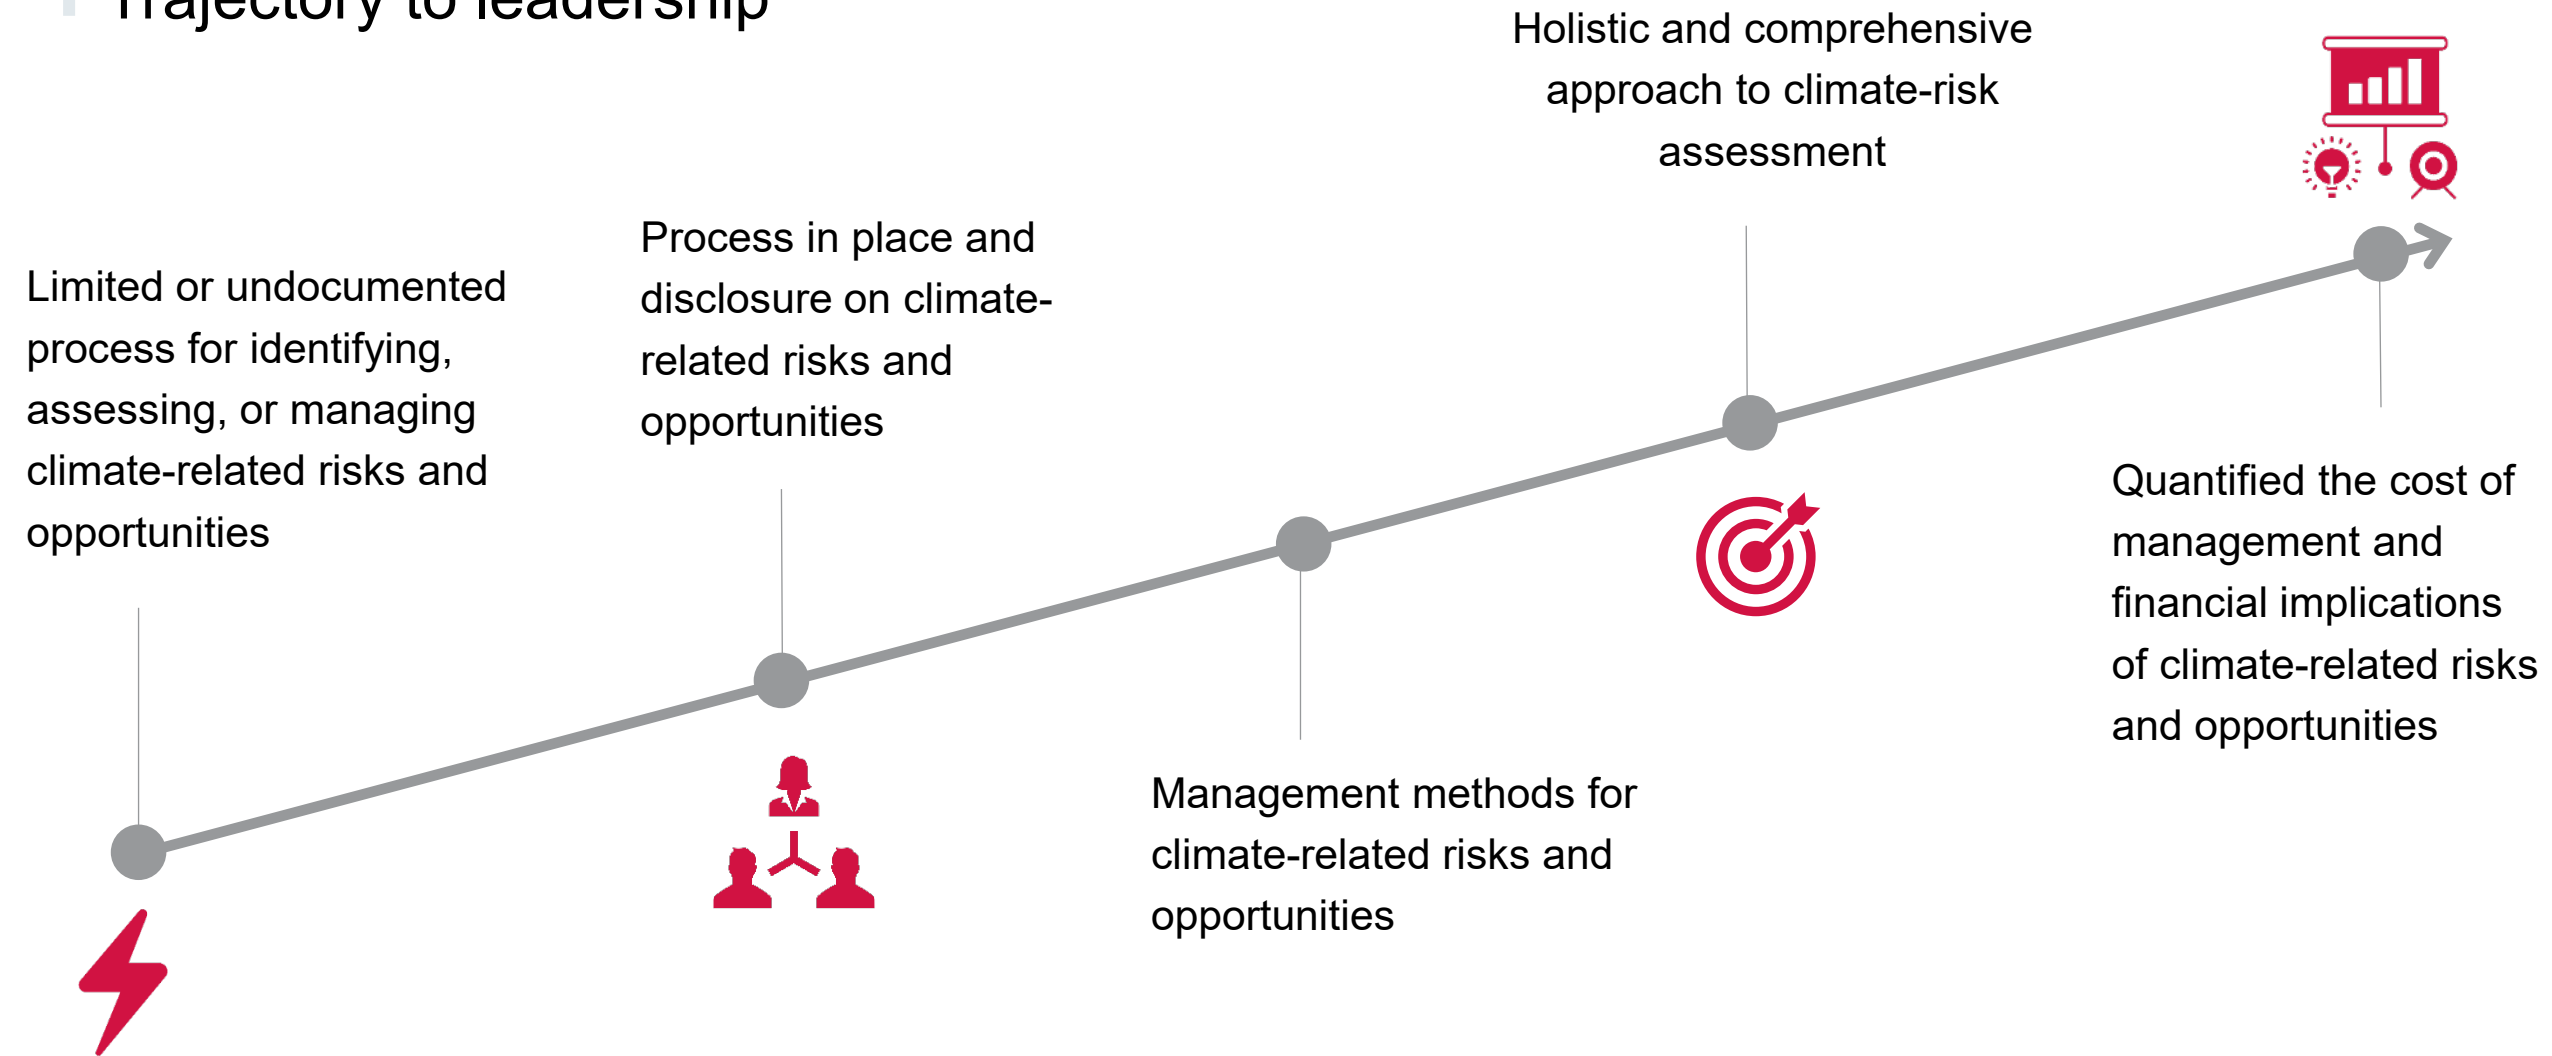 Trajectory to leadership
Limited or undocumented
process for identifying,
assessing, or managing
climate-related risks and
opportunities
Process in place and
disclosure on climate-
related risks and
opportunities
Management methods for
climate-related risks and
opportunities
Holistic and comprehensive
approach to climate-risk
assessment
Quantified the cost of
management and
financial implications
of climate-related risks
and opportunities